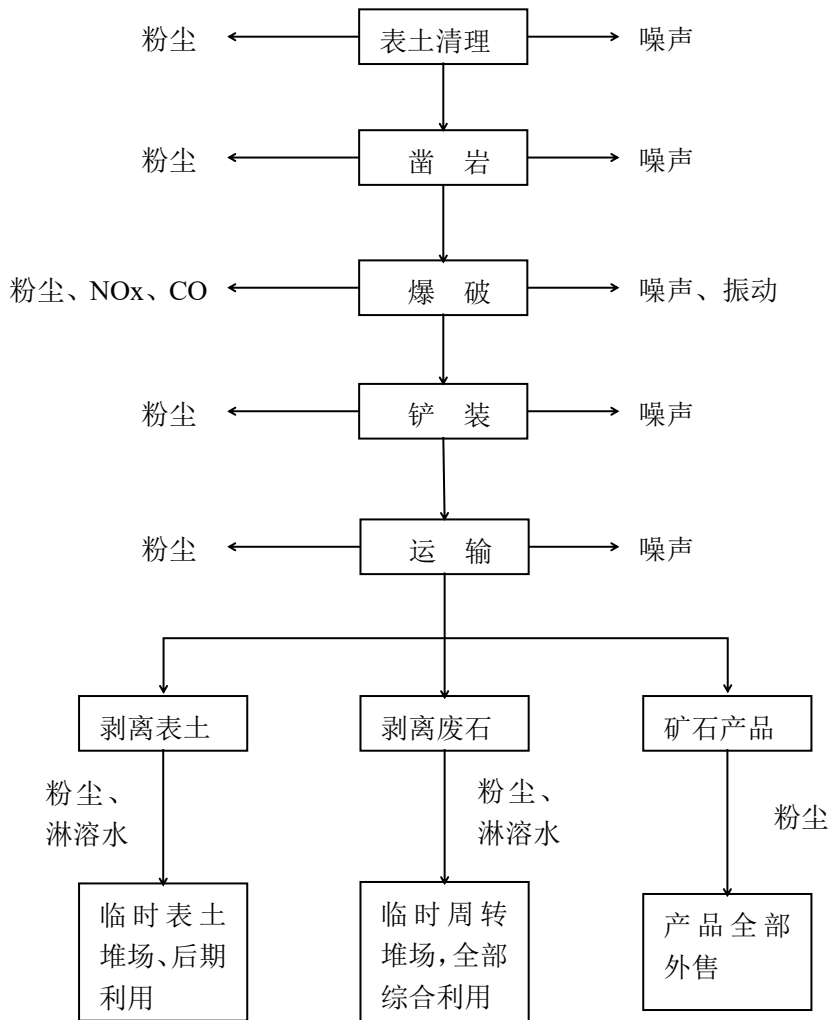 粉尘 表土清理 噪声
粉尘 凿 岩 噪声
粉尘、NOx、CO 爆 破 噪声、振动
粉尘 铲 装 噪声
粉尘 运 输 噪声
剥离表土 剥离废石 矿石产品
粉尘、
淋溶水
粉尘、
淋溶水
粉尘
临时表土
堆场、后期
利用
临时周转
堆场，全部
综合利用
产品全部
外售